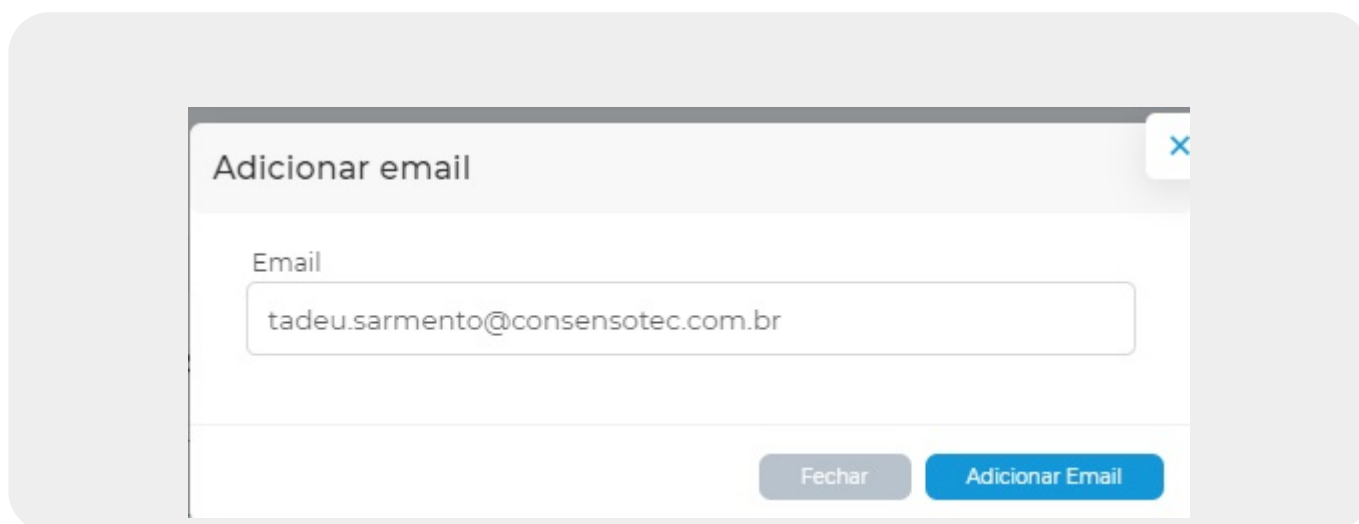 Adicionar email
Email
tadeu.sarmento@consensotec.com.br
Fechar
Adicionar Email